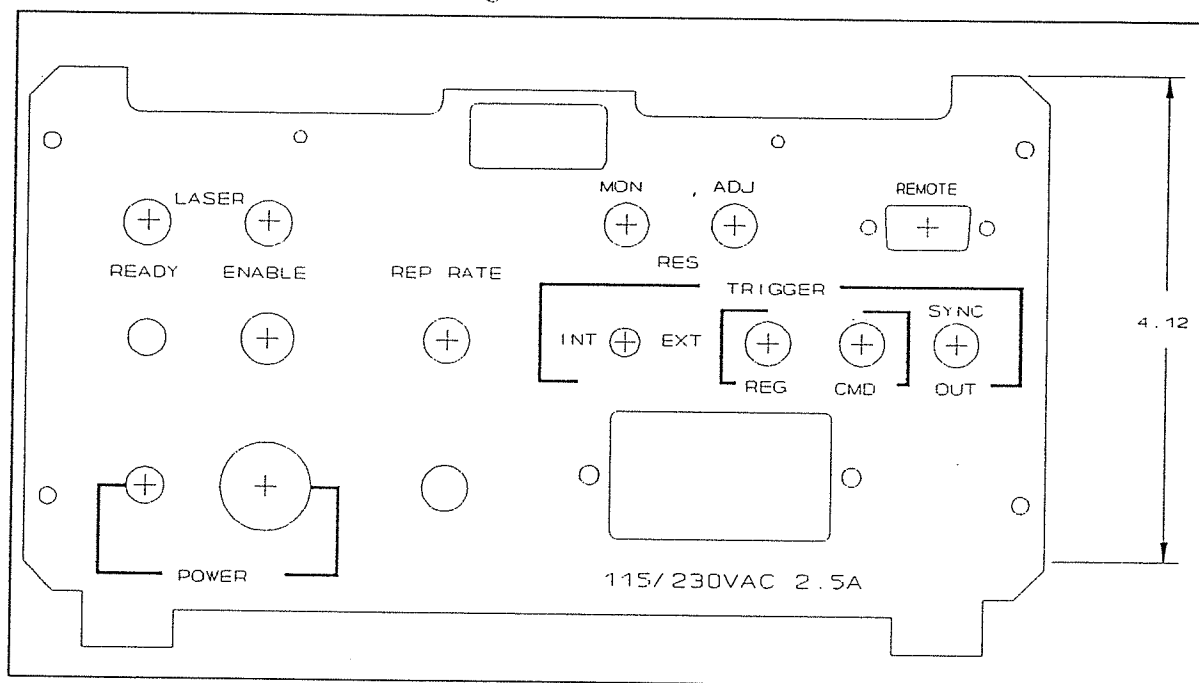 MON ADJ REMOTE
LASER
RES
READY ENABLE REP RATE
TRIGGER
SYNC
INT EXT
REG CMD OUT
4.12
POWER
115/230VAC 2.5A